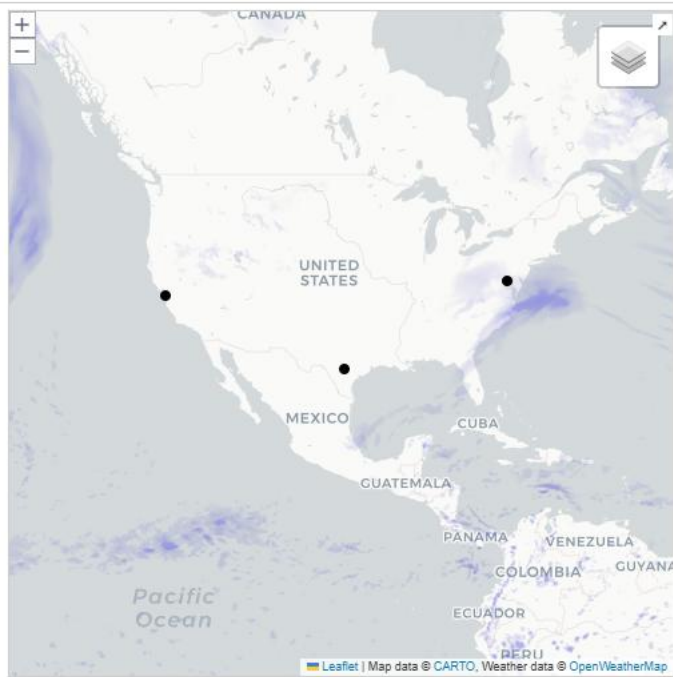 CANADA
+
−
UNITED
STATES
MEXICO
CUBA
GUATEMALA
PANAMA
VENEZUELA
COLOMBIA
GUYANA
Pacific
Ocean
ECUADOR
PERU
Leaflet | Map data © CARTO, Weather data © OpenWeatherMap